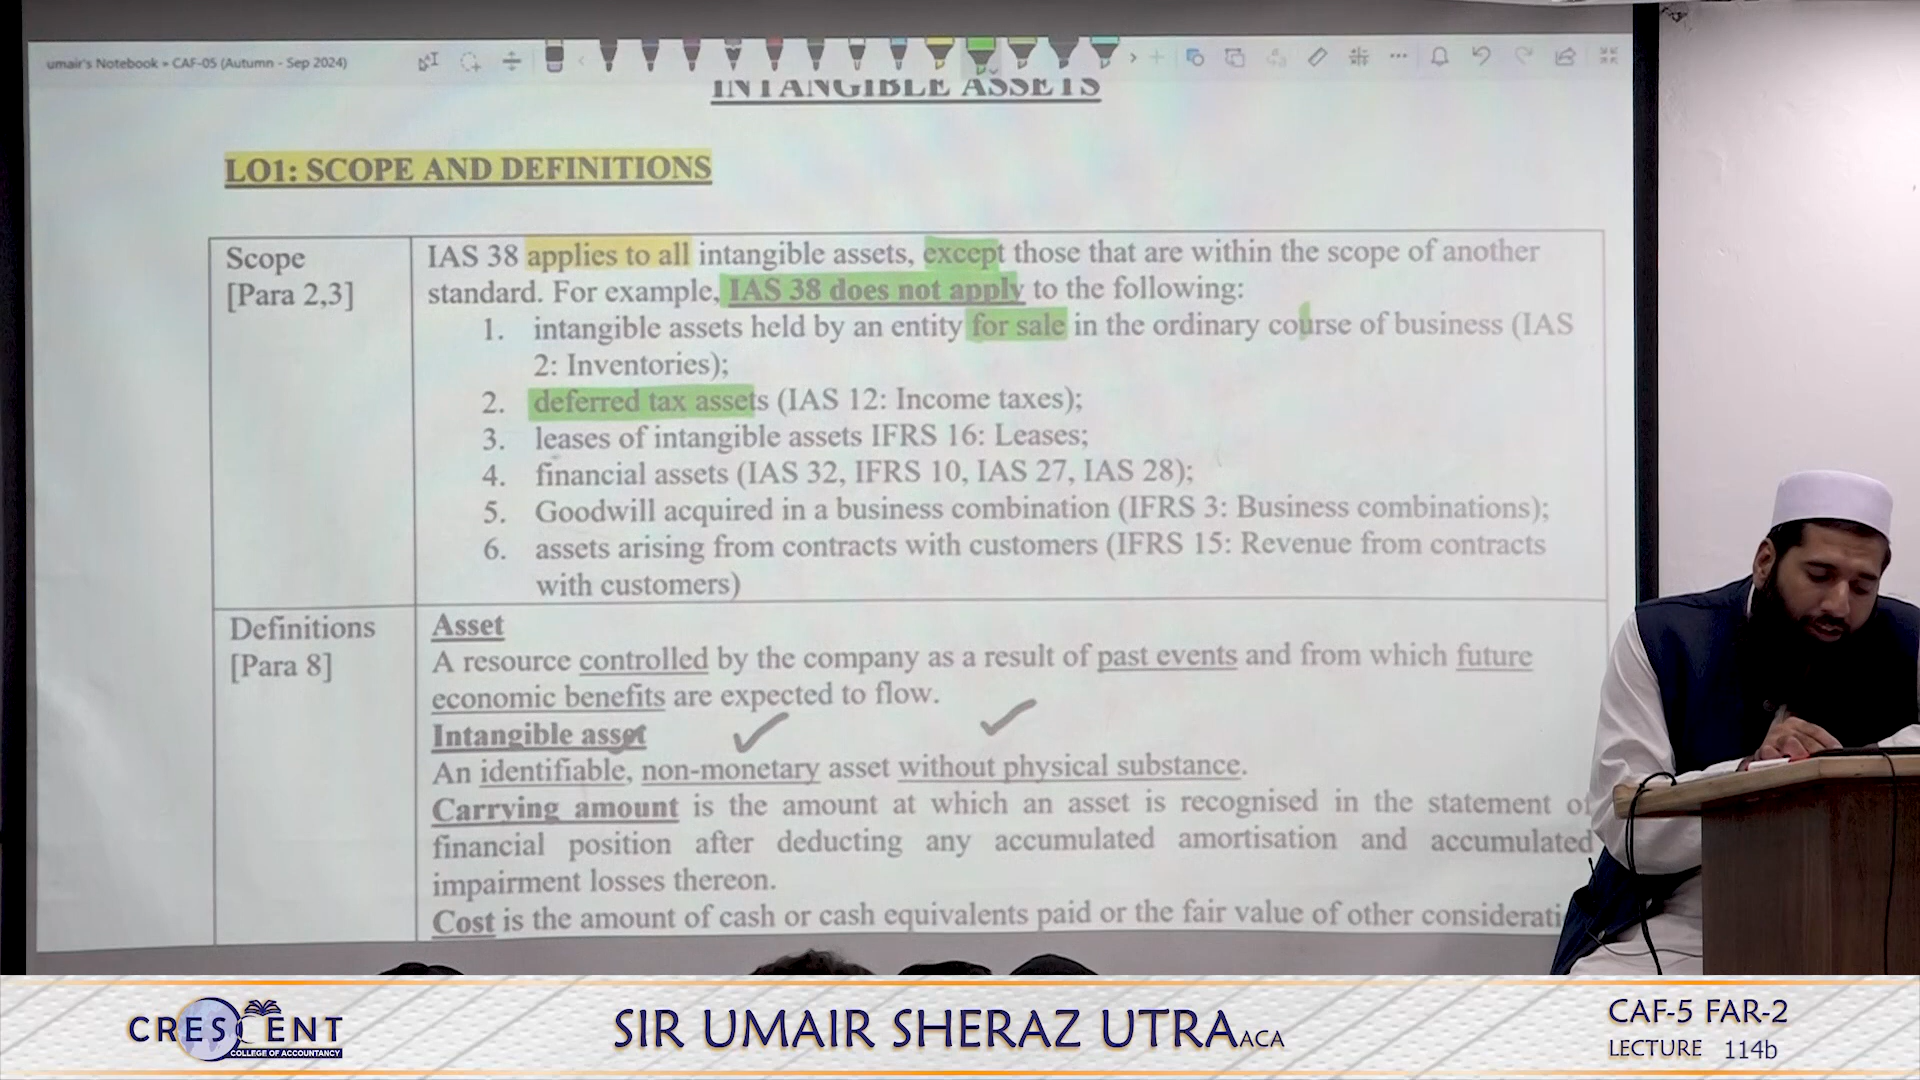 umair's Notebook » CAF-05 (Autumn - Sep 2024)
INTANGIBLE ASSETS
LO1: SCOPE AND DEFINITIONS
Scope
[Para 2,3]
IAS 38 applies to all intangible assets, except those that are within the scope of another
standard. For example, IAS 38 does not apply to the following:
1. intangible assets held by an entity for sale in the ordinary course of business (IAS
2: Inventories);
2. deferred tax assets (IAS 12: Income taxes);
3. leases of intangible assets IFRS 16: Leases;
4. financial assets (IAS 32, IFRS 10, IAS 27, IAS 28);
5. Goodwill acquired in a business combination (IFRS 3: Business combinations);
6. assets arising from contracts with customers (IFRS 15: Revenue from contracts
with customers)
Definitions
[Para 8]
Asset
A resource controlled by the company as a result of past events and from which future
economic benefits are expected to flow.
Intangible asset
An identifiable, non-monetary asset without physical substance.
Carrying amount is the amount at which an asset is recognised in the statement of
financial position after deducting any accumulated amortisation and accumulated
impairment losses thereon.
Cost is the amount of cash or cash equivalents paid or the fair value of other considerati
CRESCENT
COLLEGE OF ACCOUNTANCY
SIR UMAIR SHERAZ UTRA ACA
CAF-5 FAR-2
LECTURE 114b